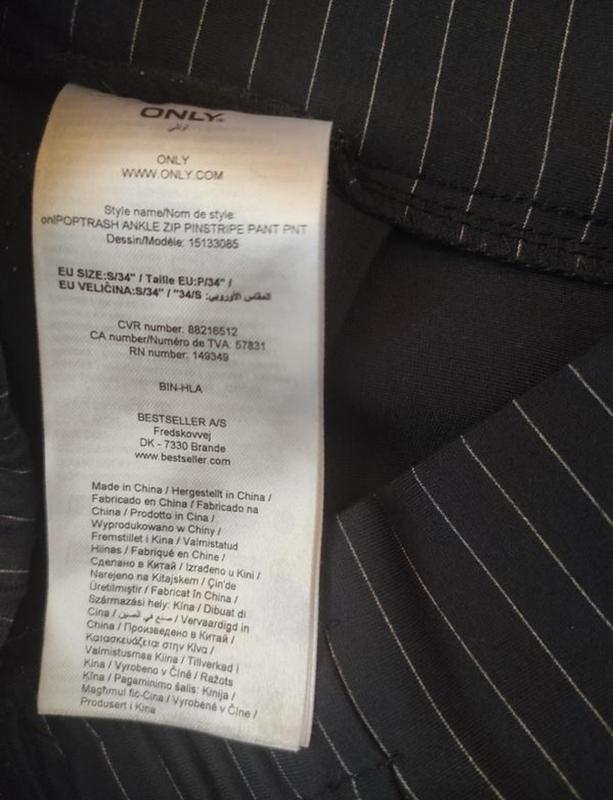 ONLY
اونلي
ONLY
WWW.ONLY.COM
Style name/Nom de style:
onlPOPTRASH ANKLE ZIP PINSTRIPE PANT PNT
Dessin/Modèle: 15133085
EU SIZE:S/34" / Taille EU:P/34" /
EU VELIČINA:S/34" / "34/S :المقاس الأوروبي
CVR number: 88216512
CA number/Numéro de TVA: 57831
RN number: 149349
BIN-HLA
BESTSELLER A/S
Fredskovvej
DK - 7330 Brande
www.bestseller.com
Made in China / Hergestellt in China /
Fabricado en China / Fabricado na
China / Prodotto in Cina /
Wyprodukowano w Chiny /
Fremstillet i Kina / Valmistatud
Hiinas / Fabriqué en Chine /
Сделано в Китай / Izrađeno u Kini /
Narejeno na Kitajskem / Çin'de
Üretilmiştir / Fabricat în China /
Származási hely: Kína / Dibuat di
Cina / صنع في الصين / Vervaardigd in
China / Произведено в Китай /
Κατασκευάζεται στην Κίνα /
Valmistusmaa Kiina / Tillverkad i
Kina / Vyrobeno v Číně / Ražots
Ķīna / Pagaminimo šalis: Kinija /
Magħmul fiċ-Ċina / Vyrobené v Číne /
Produsert i Kina